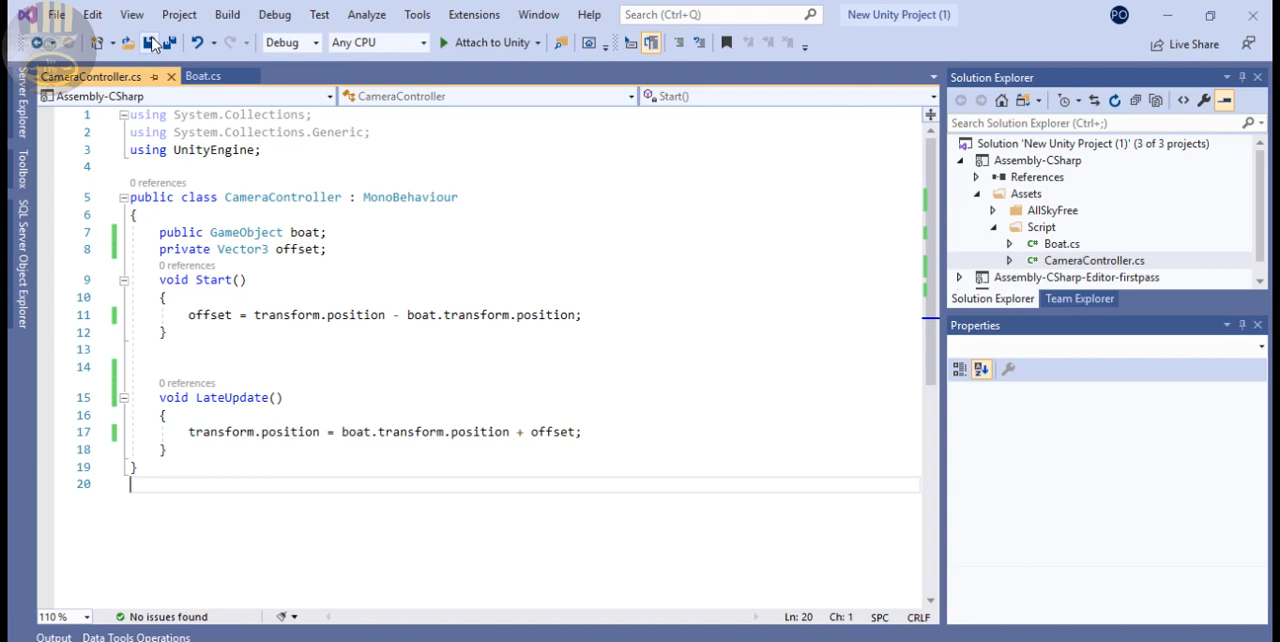 File Edit View Project Build Debug Test Analyze Tools Extensions Window Help Search (Ctrl+Q) New Unity Project (1) PO
Debug Any CPU Attach to Unity Live Share
CameraController.cs Boat.cs
Assembly-CSharp CameraController Start()
1 using System.Collections;
2 using System.Collections.Generic;
3 using UnityEngine;
4
0 references
5 public class CameraController : MonoBehaviour
6 {
7 public GameObject boat;
8 private Vector3 offset;
0 references
9 void Start()
10 {
11 offset = transform.position - boat.transform.position;
12 }
13
14
0 references
15 void LateUpdate()
16 {
17 transform.position = boat.transform.position + offset;
18 }
19 }
20
110 % No issues found Ln: 20 Ch: 1 SPC CRLF
Output Data Tools Operations
Server Explorer
Toolbox
SQL Server Object Explorer
Solution Explorer
Search Solution Explorer (Ctrl+;)
Solution 'New Unity Project (1)' (3 of 3 projects)
Assembly-CSharp
References
Assets
AllSkyFree
Script
C# Boat.cs
C# CameraController.cs
Assembly-CSharp-Editor-firstpass
Solution Explorer Team Explorer
Properties